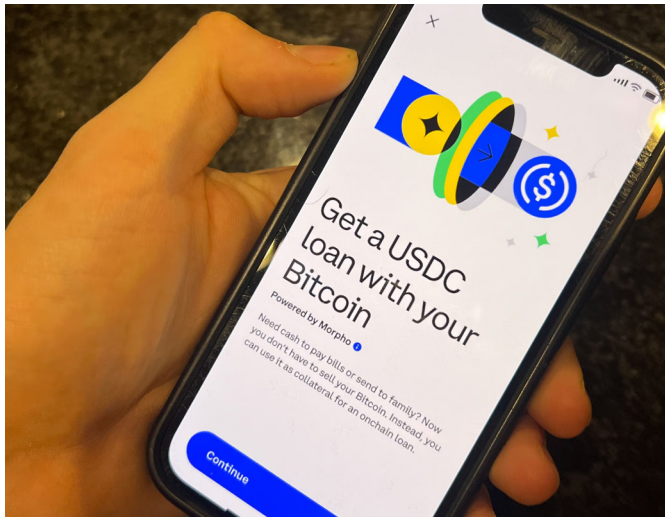 Get a USDC
loan with your
Bitcoin
Powered by Morpho
Need cash to pay bills or send to family? Now
you don't have to sell your Bitcoin. Instead, you
can use it as collateral for an onchain loan.
Continue